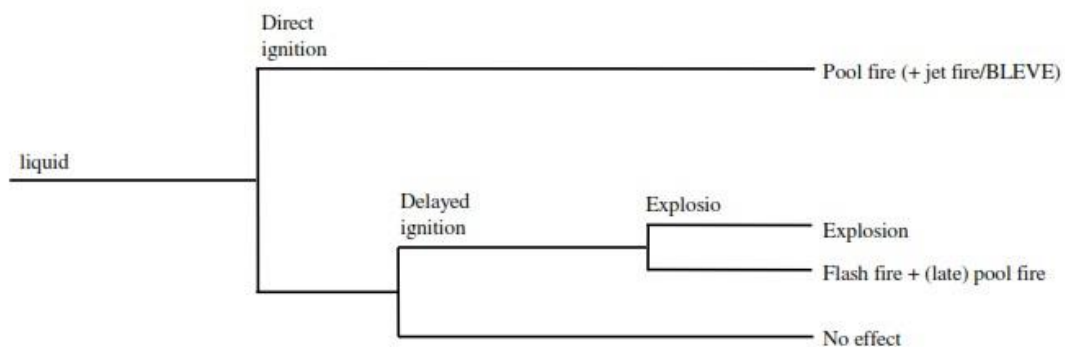 Direct
ignition
Pool fire (+ jet fire/BLEVE)
liquid
Delayed
ignition
Explosio
Explosion
Flash fire + (late) pool fire
No effect